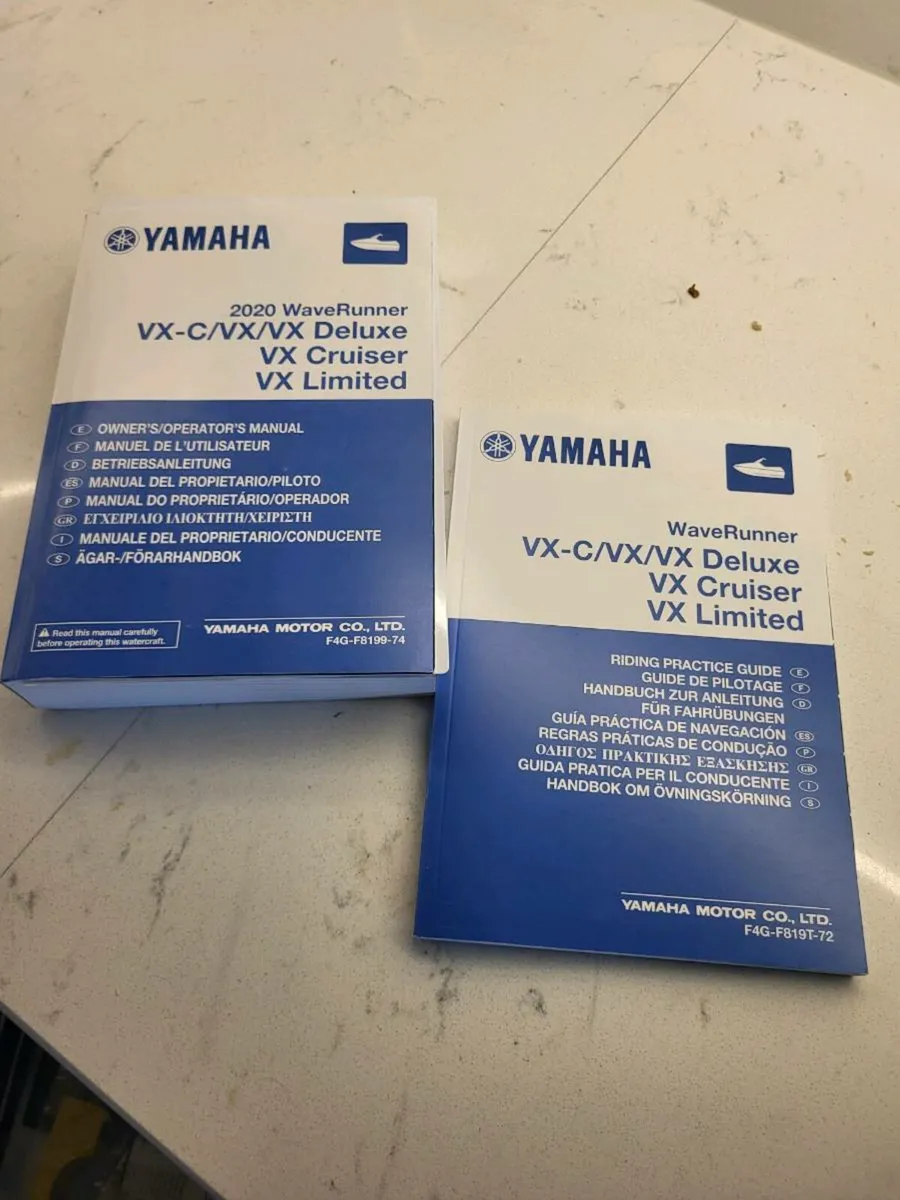 YAMAHA
2020 WaveRunner
VX-C/VX/VX Deluxe
VX Cruiser
VX Limited
E OWNER'S/OPERATOR'S MANUAL
F MANUEL DE L'UTILISATEUR
D BETRIEBSANLEITUNG
ES MANUAL DEL PROPIETARIO/PILOTO
P MANUAL DO PROPRIETÁRIO/OPERADOR
GR ΕΓΧΕΙΡΙΔΙΟ ΙΔΙΟΚΤΗΤΗ/ΧΕΙΡΙΣΤΗ
I MANUALE DEL PROPRIETARIO/CONDUCENTE
S ÄGAR-/FÖRARHANDBOK
Read this manual carefully
before operating this watercraft.
YAMAHA MOTOR CO., LTD.
F4G-F8199-74
YAMAHA
WaveRunner
VX-C/VX/VX Deluxe
VX Cruiser
VX Limited
RIDING PRACTICE GUIDE E
GUIDE DE PILOTAGE F
HANDBUCH ZUR ANLEITUNG D
FÜR FAHRÜBUNGEN
GUÍA PRÁCTICA DE NAVEGACIÓN ES
REGRAS PRÁTICAS DE CONDUÇÃO P
ΟΔΗΓΟΣ ΠΡΑΚΤΙΚΗΣ ΕΞΑΣΚΗΣΗΣ GR
GUIDA PRATICA PER IL CONDUCENTE I
HANDBOK OM ÖVNINGSKÖRNING S
YAMAHA MOTOR CO., LTD.
F4G-F819T-72